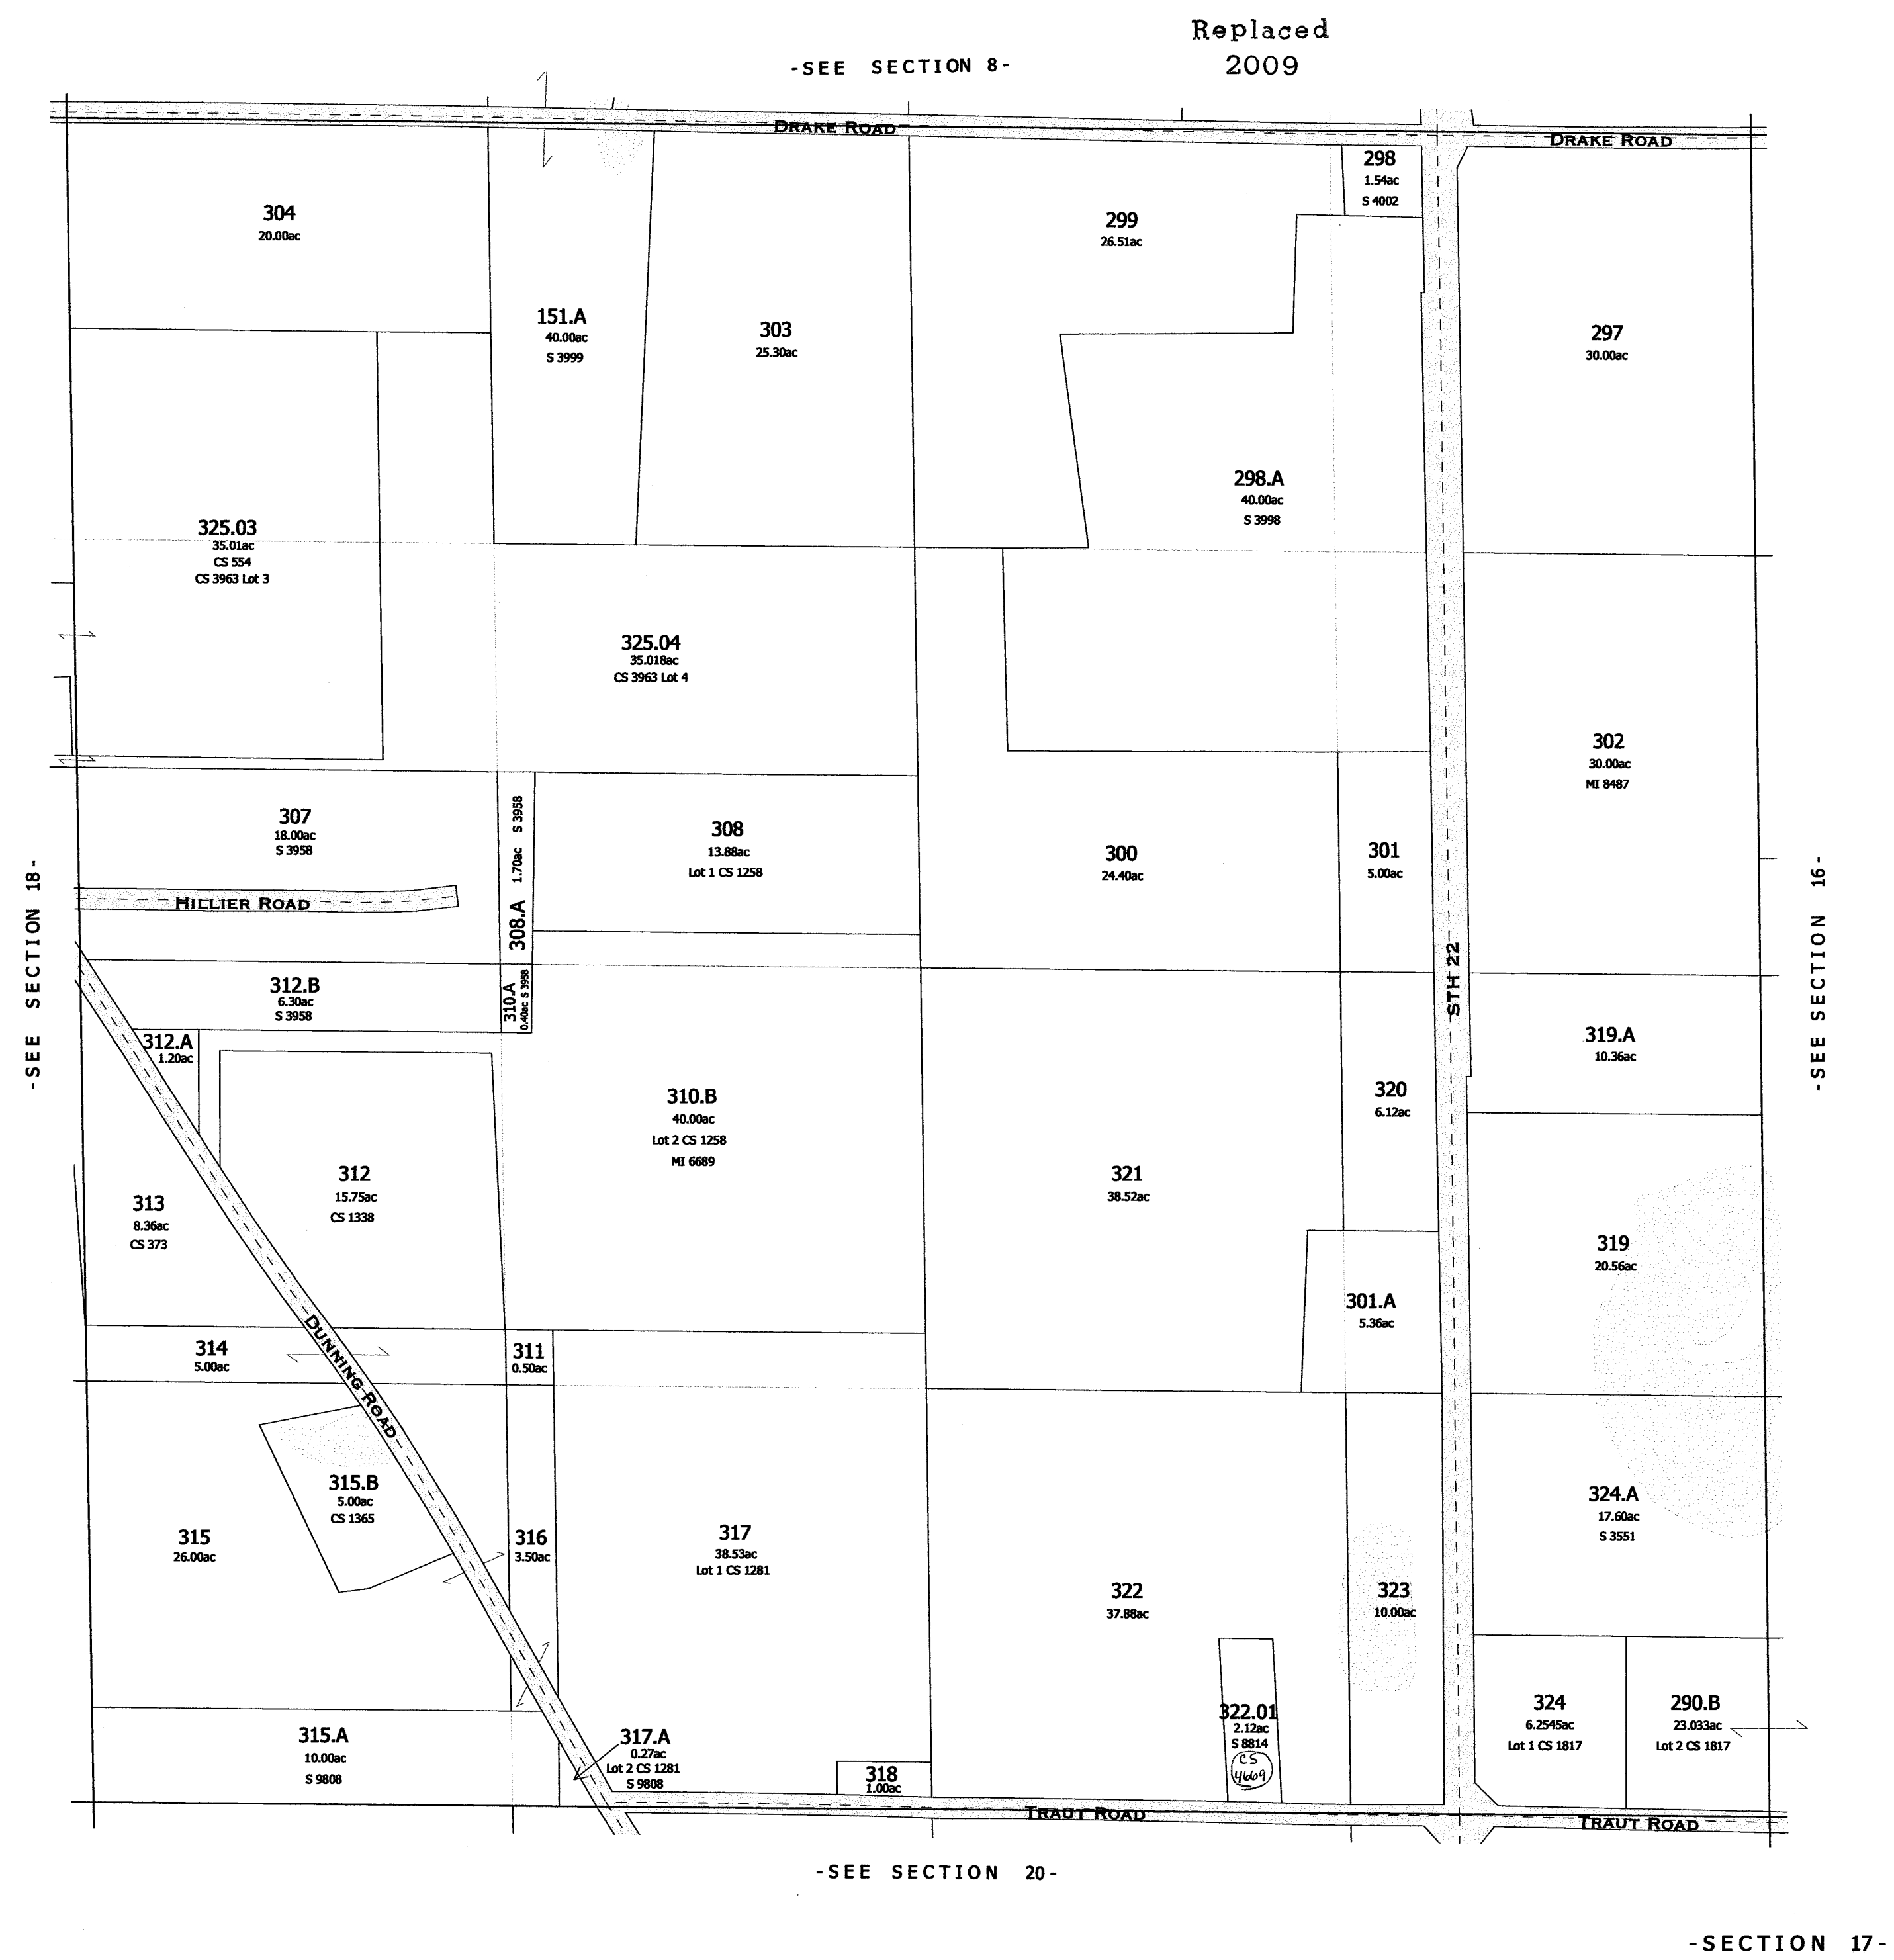 Replaced
2009
-SEE SECTION 8-
DRAKE ROAD
DRAKE ROAD
298
1.54ac
S 4002
304
20.00ac
299
26.51ac
151.A
40.00ac
S 3999
303
25.30ac
297
30.00ac
298.A
40.00ac
S 3998
325.03
35.01ac
CS 554
CS 3963 Lot 3
325.04
35.018ac
CS 3963 Lot 4
302
30.00ac
MI 8487
307
18.00ac
S 3958
308.A 1.70ac S 3958
308
13.88ac
Lot 1 CS 1258
300
24.40ac
301
5.00ac
HILLIER ROAD
-SEE SECTION 18-
-SEE SECTION 16-
STH 22
312.B
6.30ac
S 3958
310.A
0.40ac S 3958
312.A
1.20ac
319.A
10.36ac
310.B
40.00ac
Lot 2 CS 1258
MI 6689
320
6.12ac
312
15.75ac
CS 1338
321
38.52ac
313
8.36ac
CS 373
319
20.56ac
301.A
5.36ac
314
5.00ac
DUNNING ROAD
311
0.50ac
315.B
5.00ac
CS 1365
315
26.00ac
316
3.50ac
317
38.53ac
Lot 1 CS 1281
324.A
17.60ac
S 3551
322
37.88ac
323
10.00ac
322.01
2.12ac
S 8814
CS
4669
324
6.2545ac
Lot 1 CS 1817
290.B
23.033ac
Lot 2 CS 1817
315.A
10.00ac
S 9808
317.A
0.27ac
Lot 2 CS 1281
S 9808
318
1.00ac
TRAUT ROAD
TRAUT ROAD
-SEE SECTION 20-
-SECTION 17-